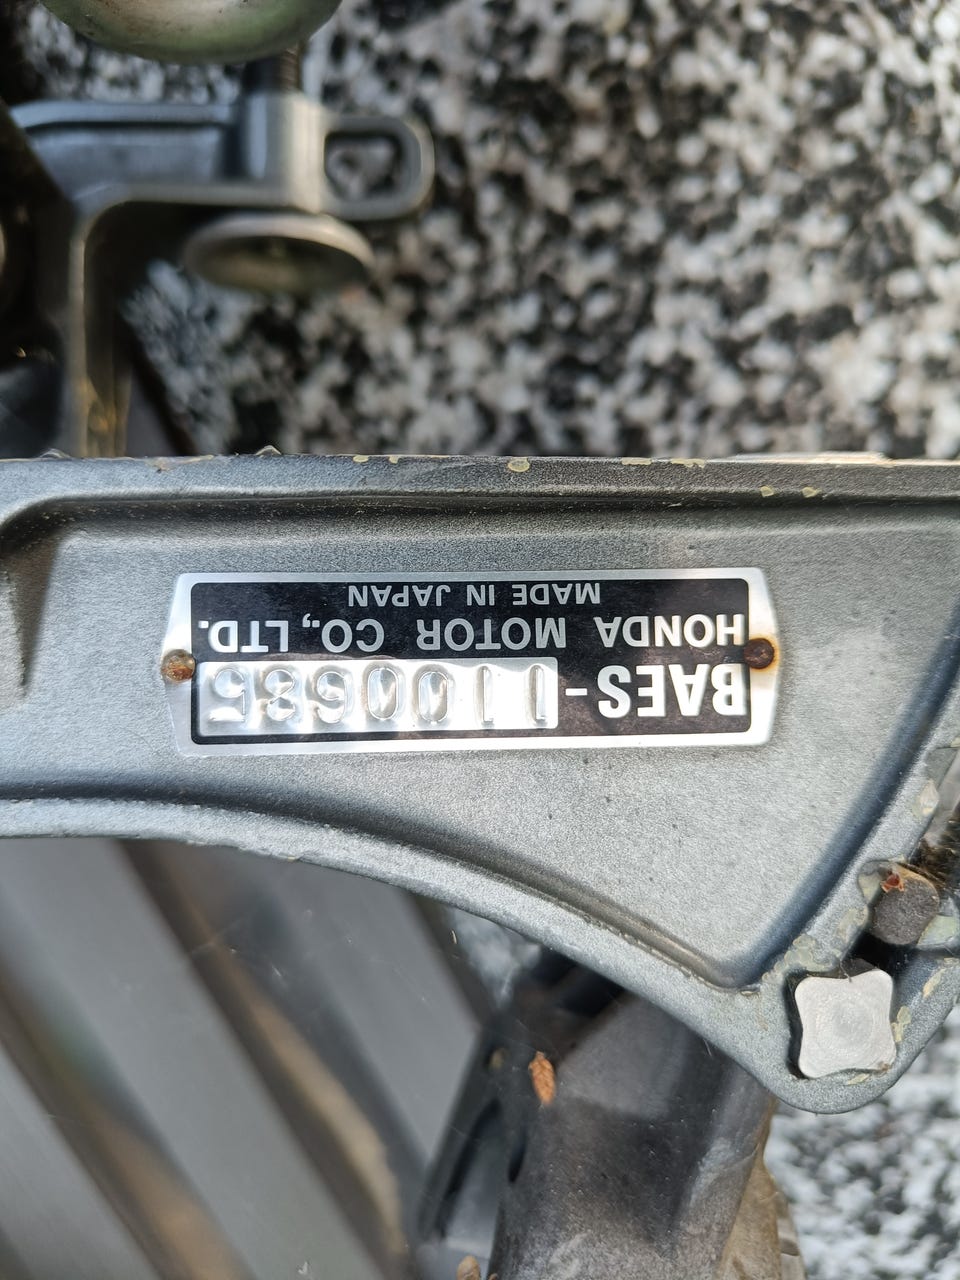 BAES-1100685
HONDA MOTOR CO., LTD.
MADE IN JAPAN